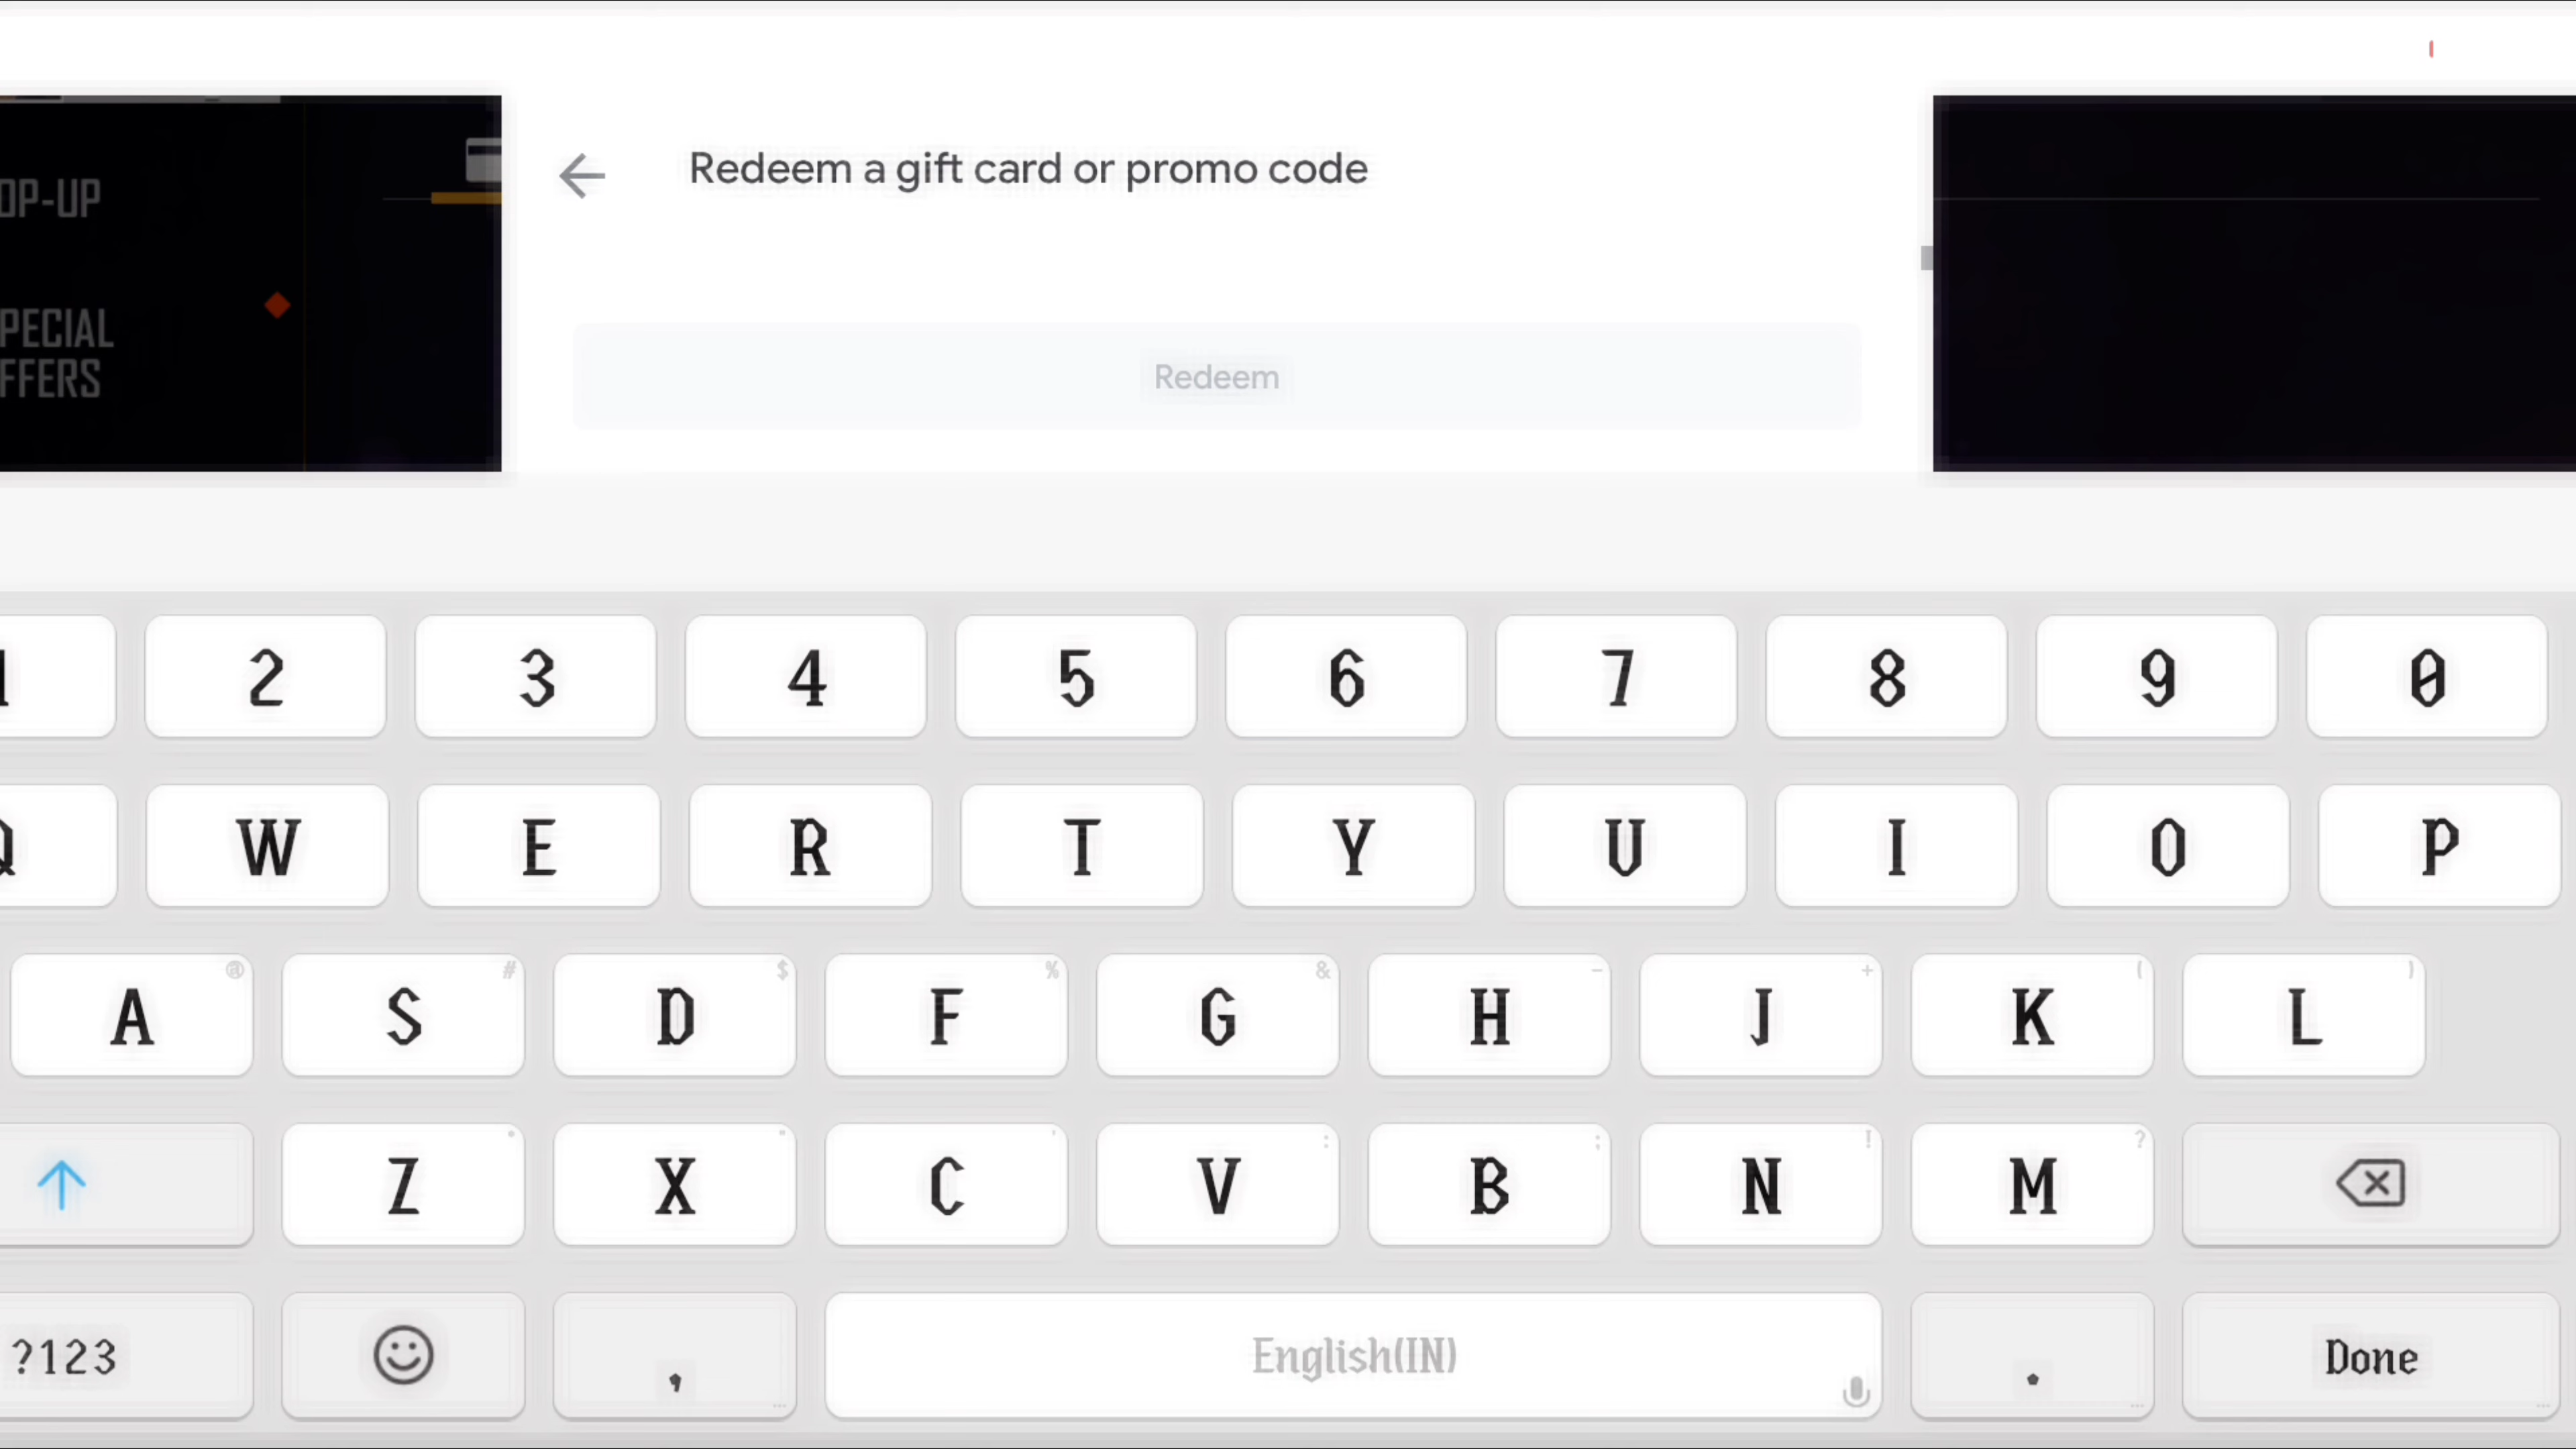 OP-UP
PECIAL
FFERS
Redeem a gift card or promo code
Redeem
1 2 3 4 5 6 7 8 9 0
Q W E R T Y U I O P
@ # $ % & - + ( )
A S D F G H J K L
* " ' : ; ! ?
Z X C V B N M
?123 , English(IN) . Done